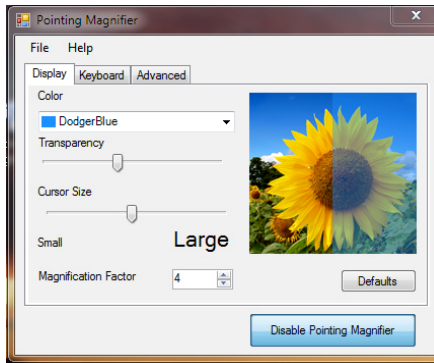 Pointing Magnifier
x
File Help
Display Keyboard Advanced
Color
DodgerBlue
Transparency
Cursor Size
Small Large
Magnification Factor 4
Defaults
Disable Pointing Magnifier